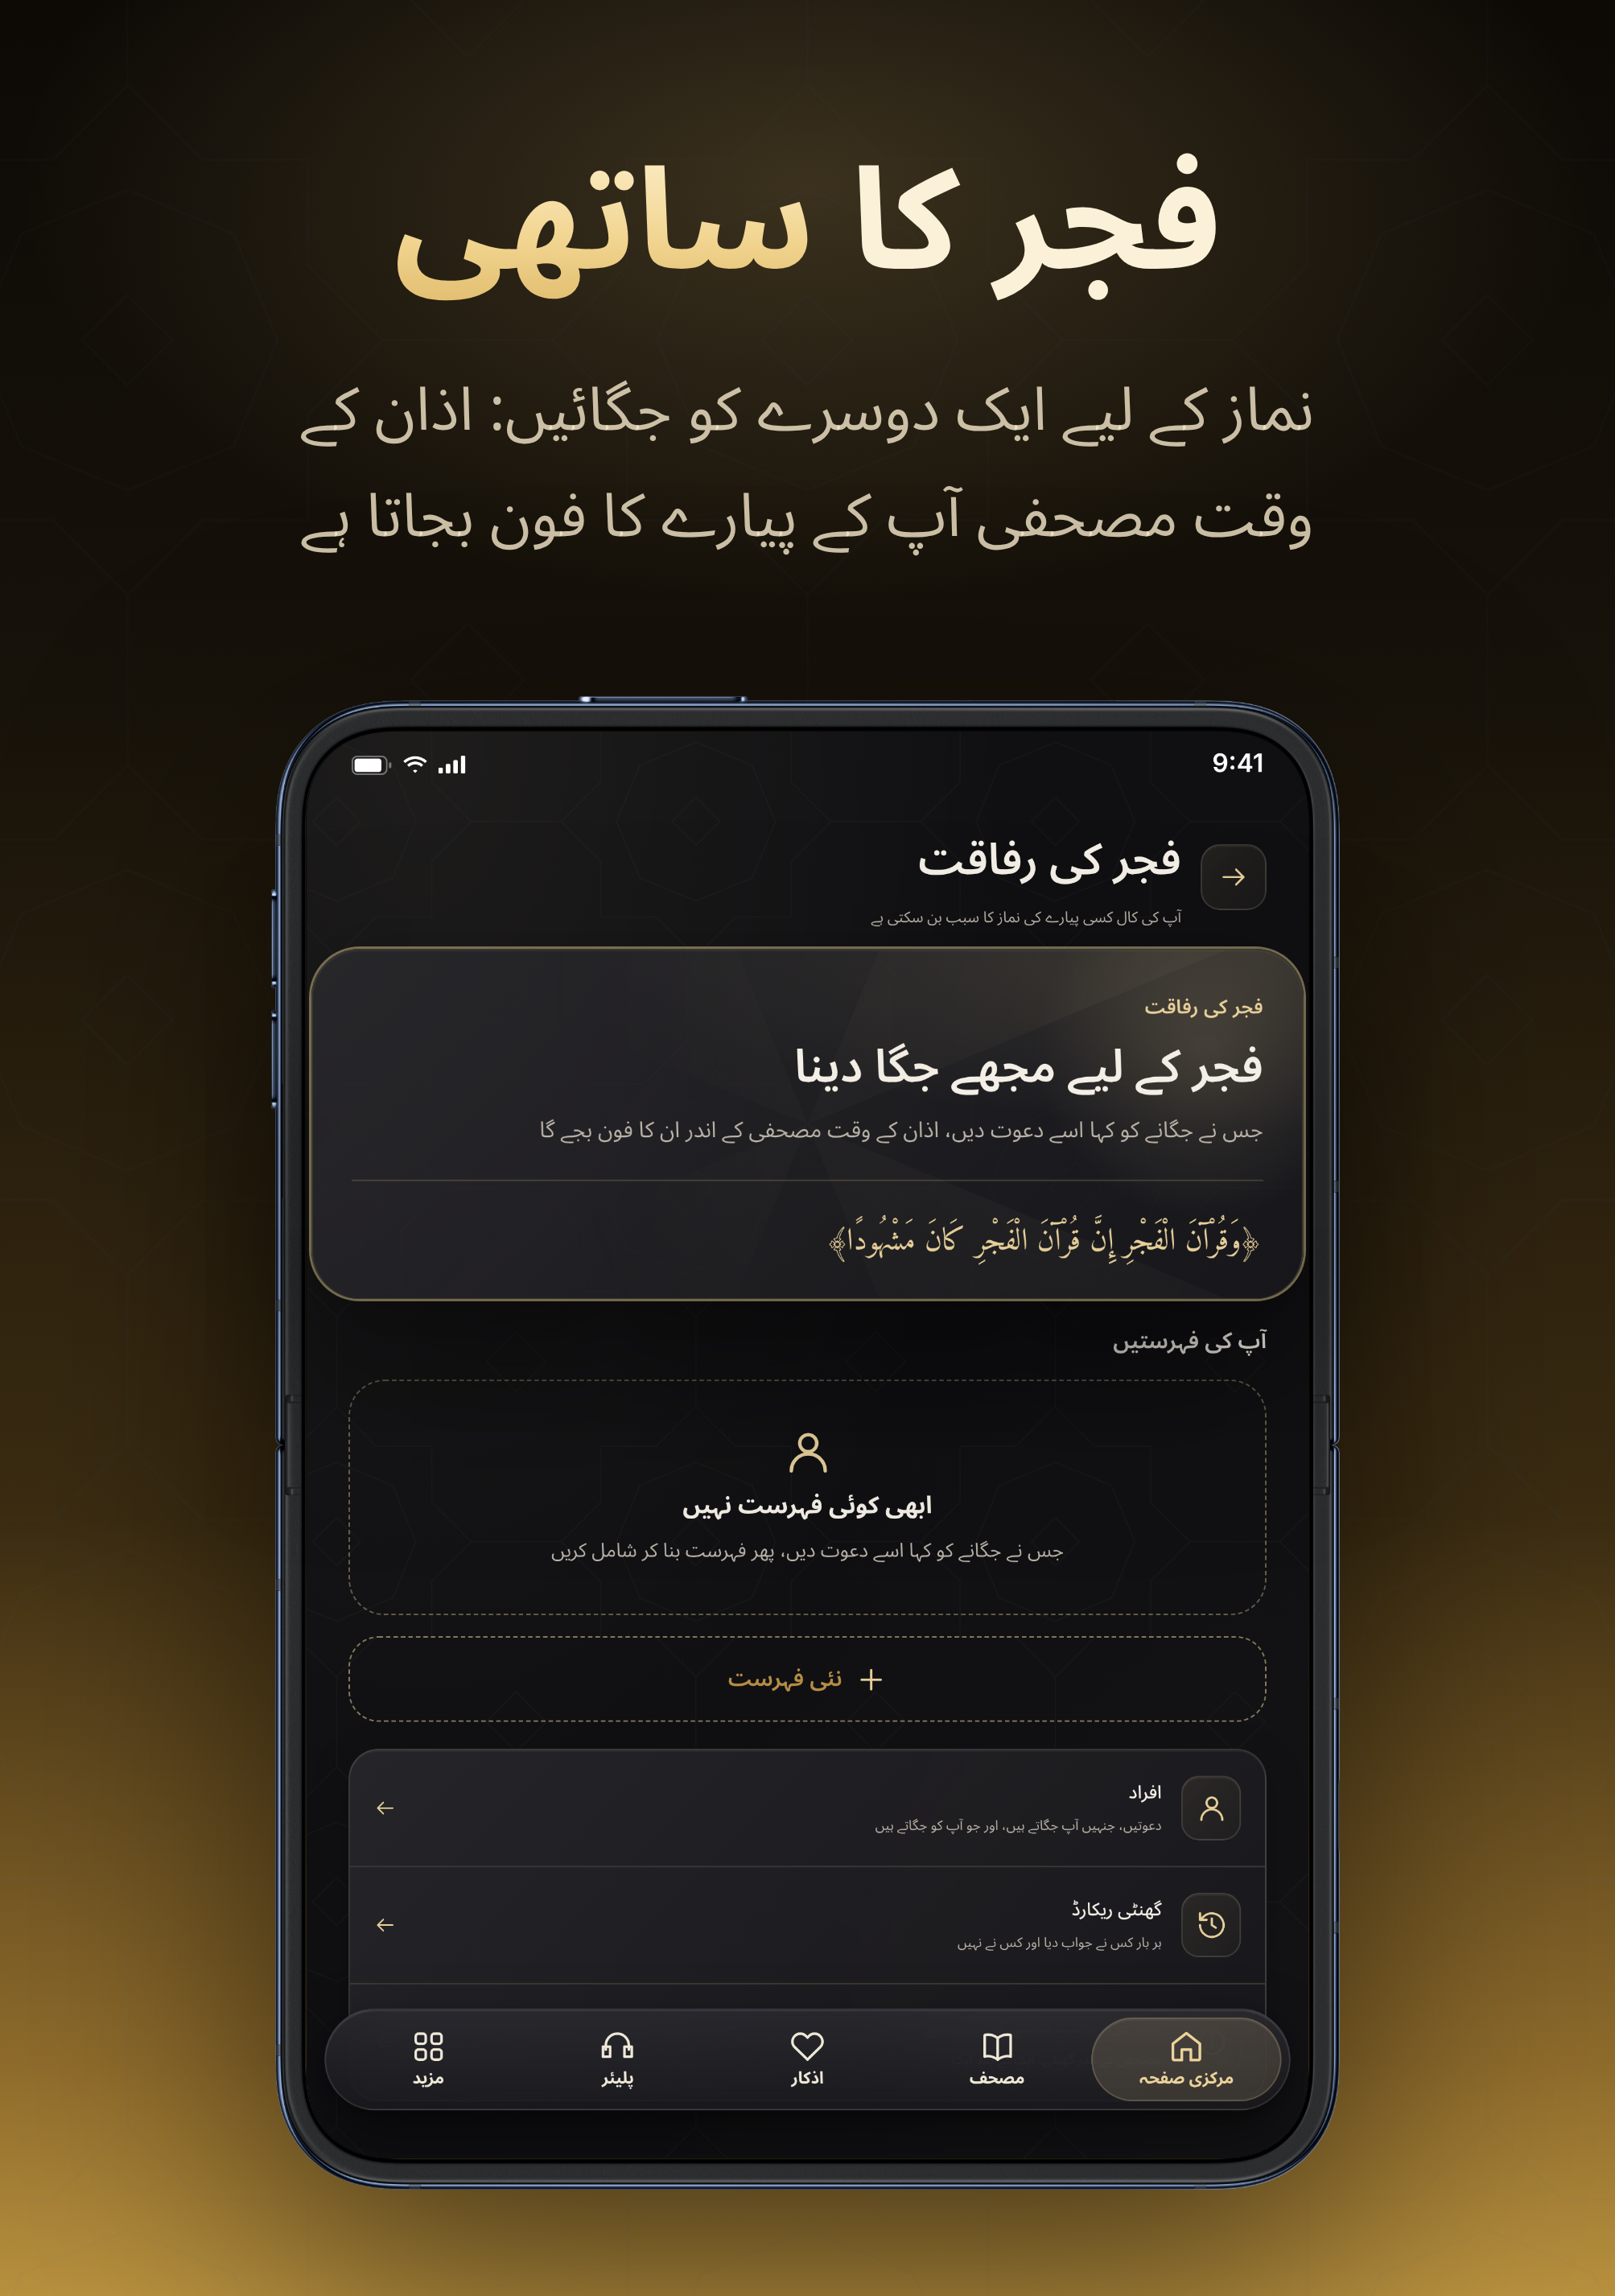 فجر کا ساتھی
نماز کے لیے ایک دوسرے کو جگائیں: اذان کے
وقت مصحفی آپ کے پیارے کا فون بجاتا ہے
9:41
فجر کی رفاقت
آپ کی کال کسی پیارے کی نماز کا سبب بن سکتی ہے
فجر کی رفاقت
فجر کے لیے مجھے جگا دینا
جس نے جگانے کو کہا اسے دعوت دیں، اذان کے وقت مصحفی کے اندر ان کا فون بجے گا
﴿وَقُرْآنَ الْفَجْرِ إِنَّ قُرْآنَ الْفَجْرِ كَانَ مَشْهُودًا﴾
آپ کی فہرستیں
ابھی کوئی فہرست نہیں
جس نے جگانے کو کہا اسے دعوت دیں، پھر فہرست بنا کر شامل کریں
نئی فہرست
افراد
دعوتیں، جنہیں آپ جگاتے ہیں، اور جو آپ کو جگاتے ہیں
گھنٹی ریکارڈ
ہر بار کس نے جواب دیا اور کس نے نہیں
مرکزی صفحہ
مصحف
اذکار
پلیئر
مزید